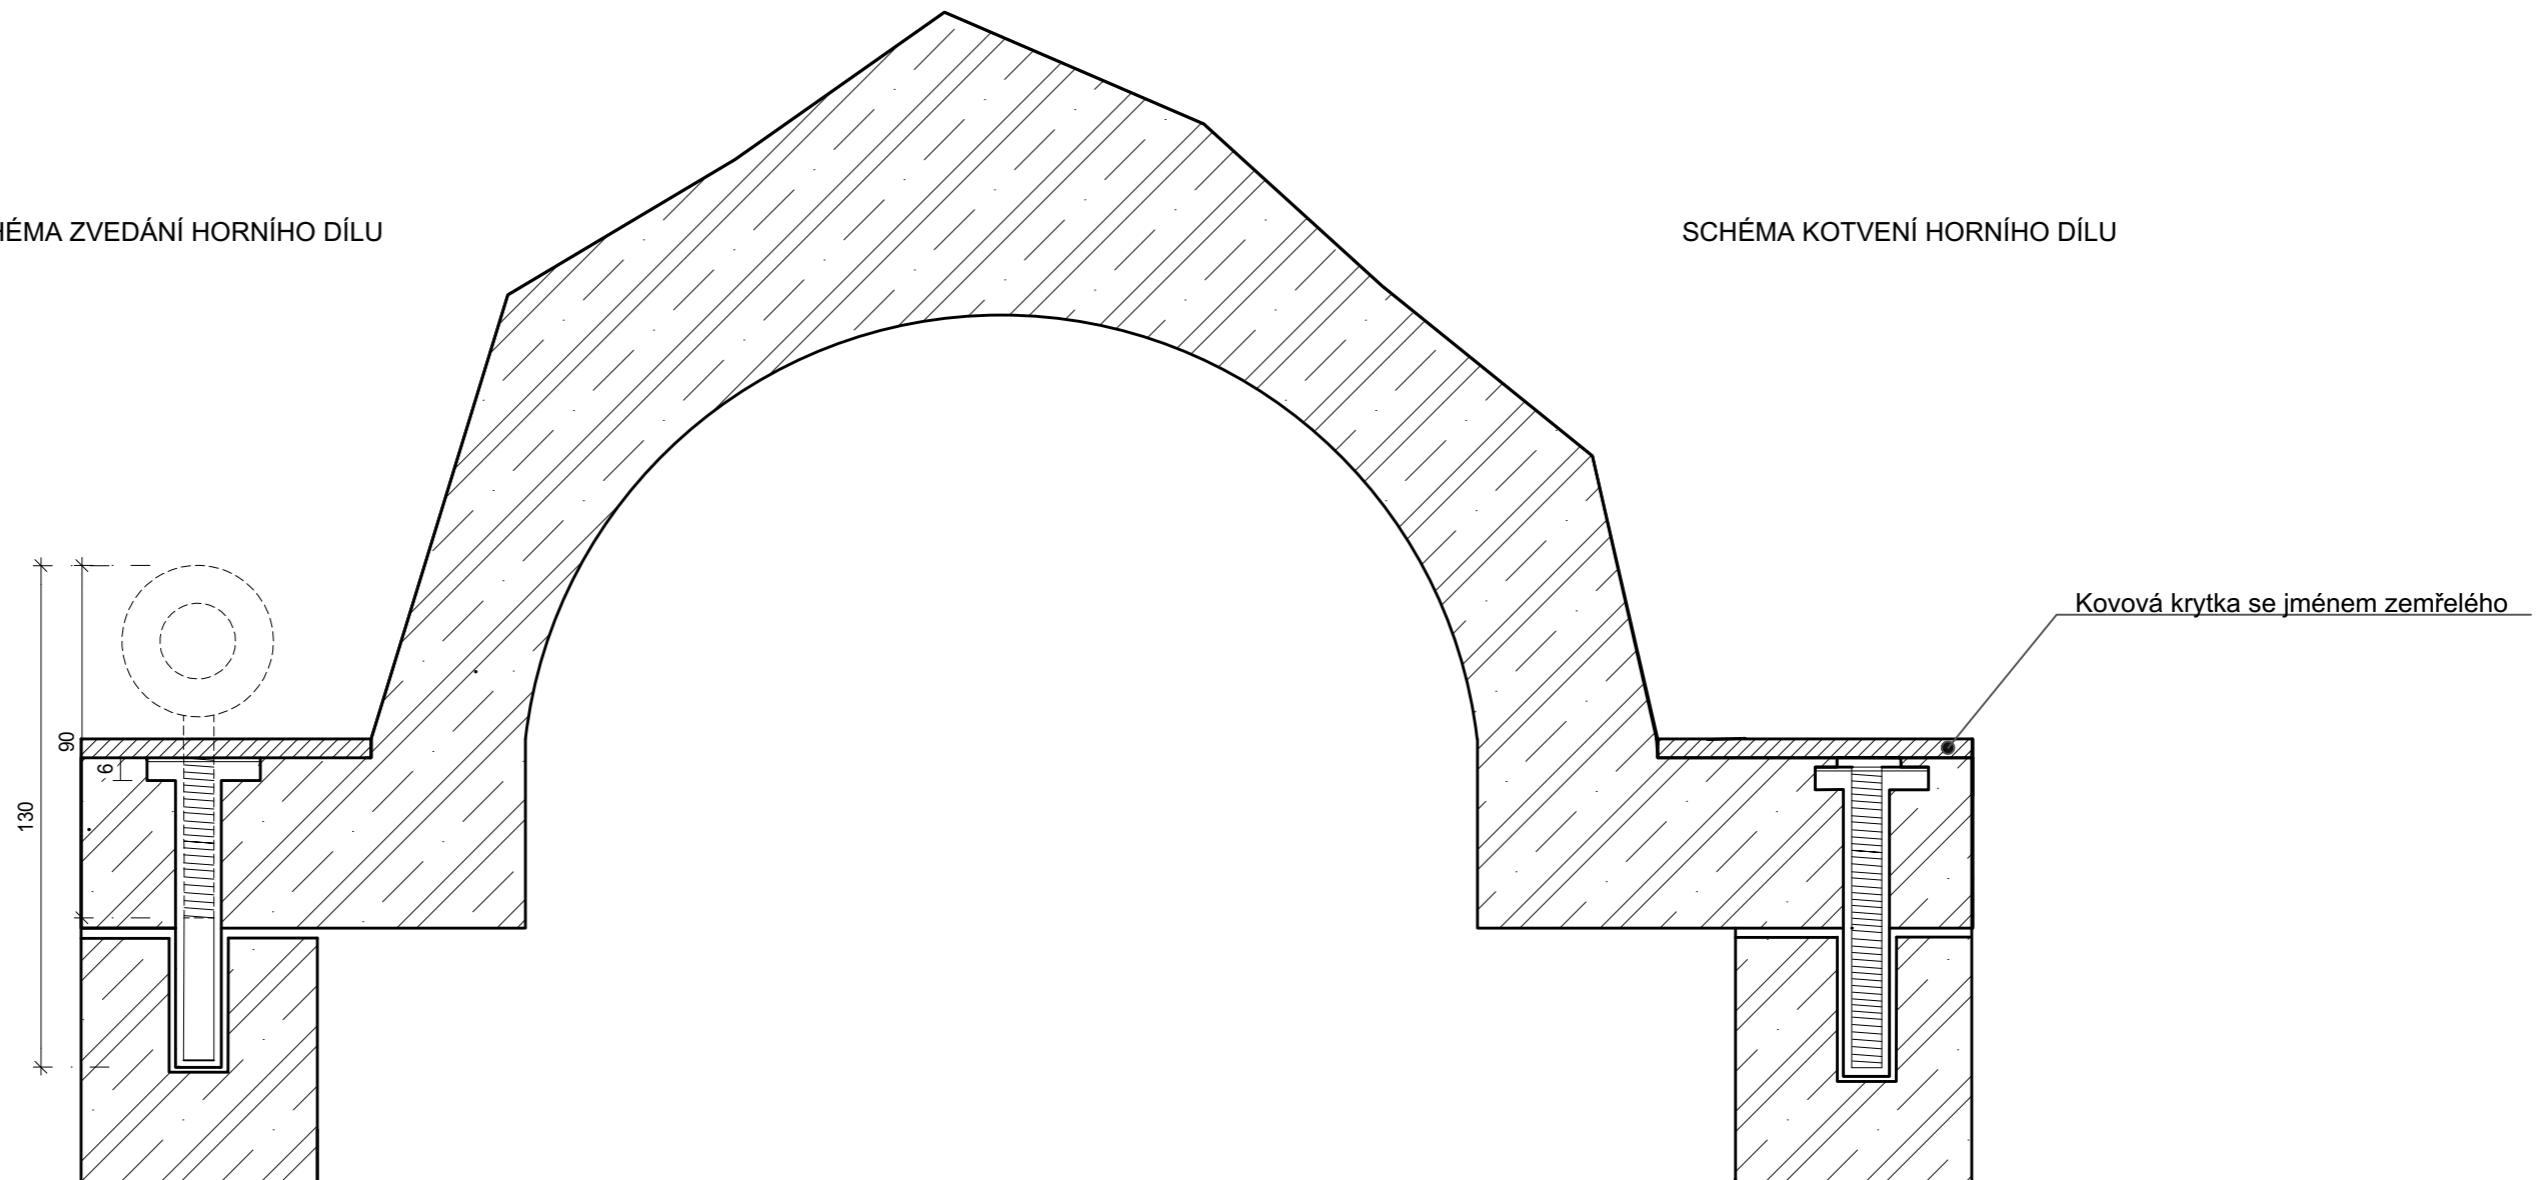 HÉMA ZVEDÁNÍ HORNÍHO DÍLU
SCHÉMA KOTVENÍ HORNÍHO DÍLU
Kovová krytka se jménem zemřelého
90
6
130